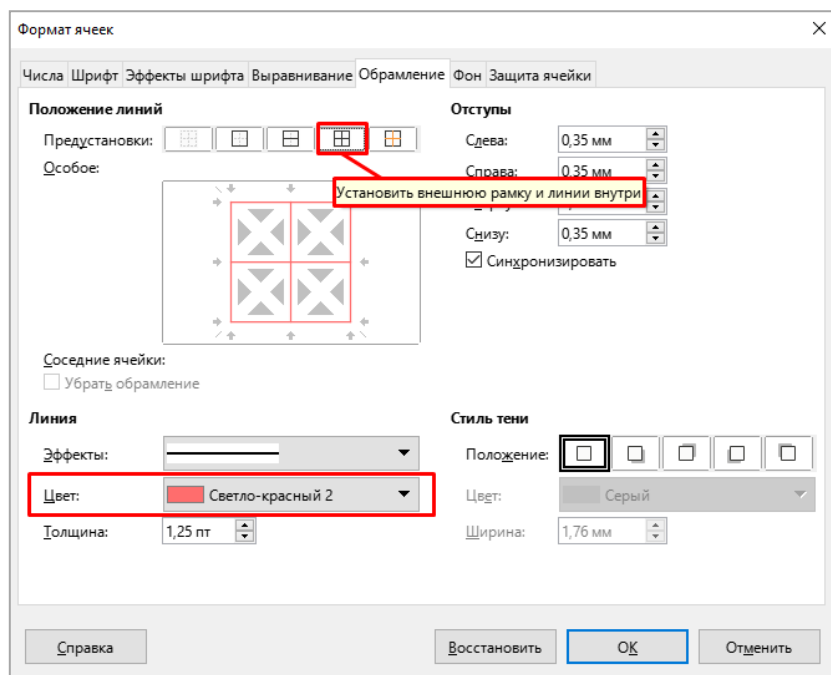 Формат ячеек
Числа Шрифт Эффекты шрифта Выравнивание Обрамление Фон Защита ячейки
Положение линий
Предустановки:
Особое:
Соседние ячейки:
Убрать обрамление
Отступы
Слева: 0,35 мм
Справа: 0,35 мм
Установить внешнюю рамку и линии внутри
Снизу: 0,35 мм
Синхронизировать
Линия
Эффекты:
Цвет: Светло-красный 2
Толщина: 1,25 пт
Стиль тени
Положение:
Цвет: Серый
Ширина: 1,76 мм
Справка
Восстановить
ОК
Отменить